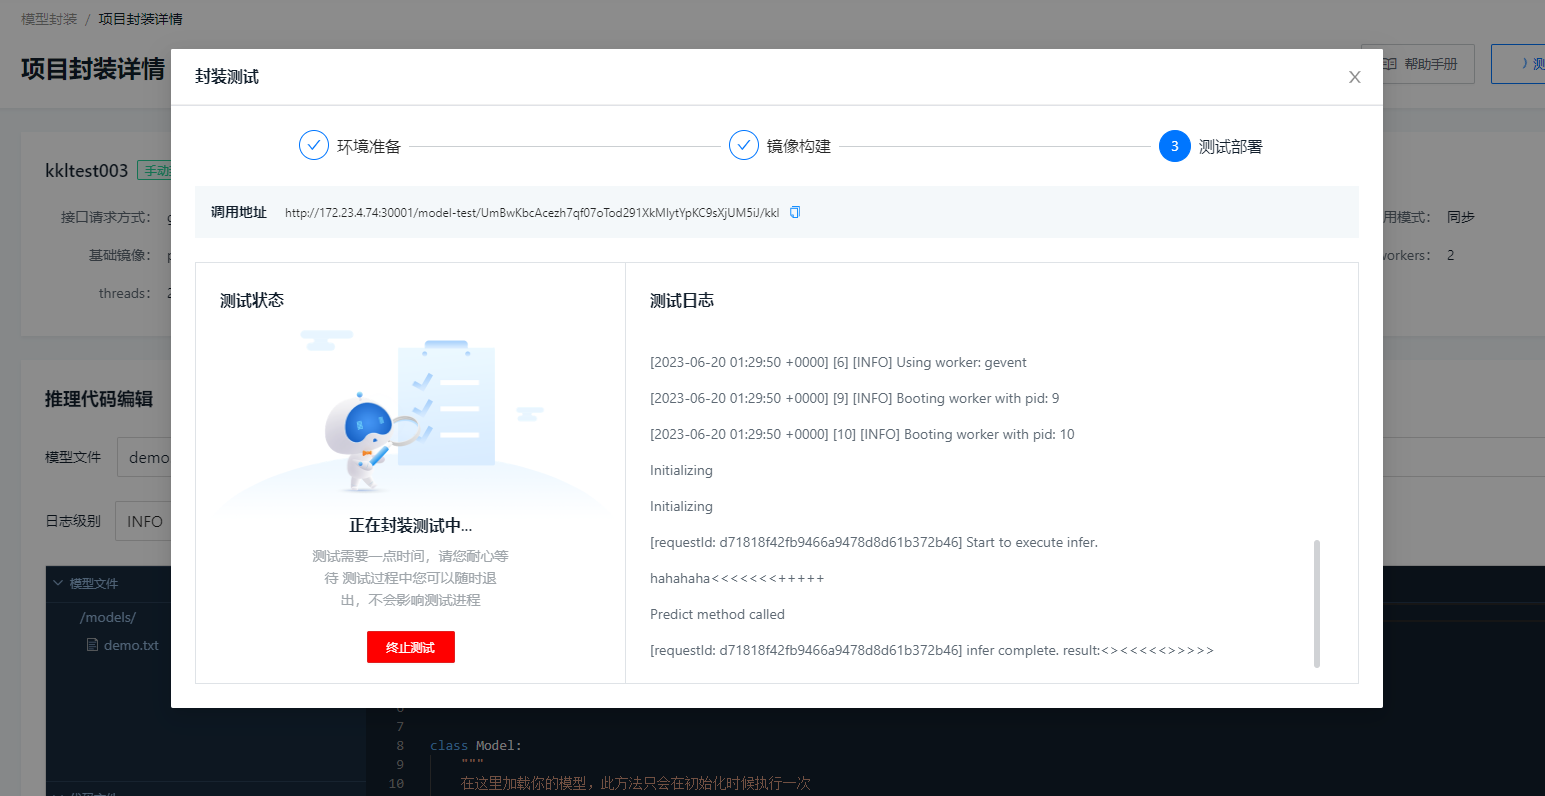 模型封装 / 项目封装详情
项目封装详情
帮助手册
测
封装测试
环境准备
镜像构建
3 测试部署
调用地址 http://172.23.4.74:30001/model-test/UmBwKbcAcezh7qf07oTod291XkMIytYpKC9sXjUM5iJ/kkl
kkltest003
手动
接口请求方式：
用模式： 同步
基础镜像：
workers： 2
threads： 2
测试状态
正在封装测试中...
测试需要一点时间，请您耐心等
待 测试过程中您可以随时退
出，不会影响测试进程
终止测试
测试日志
[2023-06-20 01:29:50 +0000] [6] [INFO] Using worker: gevent
[2023-06-20 01:29:50 +0000] [9] [INFO] Booting worker with pid: 9
[2023-06-20 01:29:50 +0000] [10] [INFO] Booting worker with pid: 10
Initializing
Initializing
[requestId: d71818f42fb9466a9478d8d61b372b46] Start to execute infer.
hahahaha<<<<<<<+++++
Predict method called
[requestId: d71818f42fb9466a9478d8d61b372b46] infer complete. result:<><<<<<>>>>>
推理代码编辑
模型文件 demo
日志级别 INFO
模型文件
/models/
demo.txt
7
8 class Model:
9 """
10 在这里加载你的模型，此方法只会在初始化时候执行一次